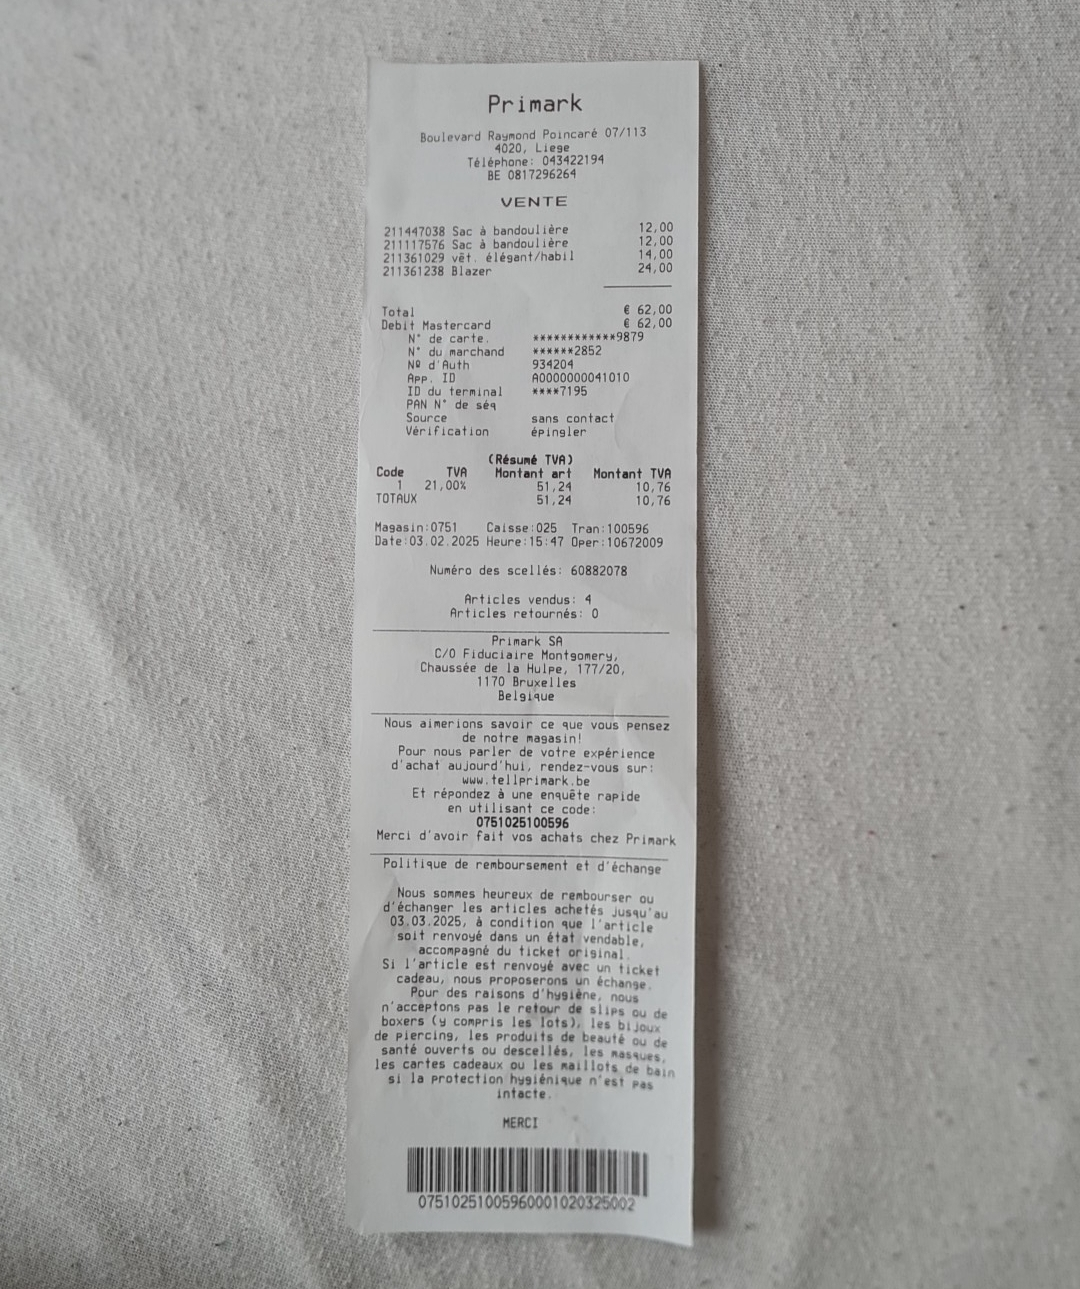 Primark
Boulevard Raymond Poincaré 07/113
4020, Liege
Téléphone: 043422194
BE 0817296264
VENTE
211447038 Sac à bandoulière 12,00
211117576 Sac à bandoulière 12,00
211361029 vêt. élégant/habil 14,00
211361238 Blazer 24,00
Total € 62,00
Debit Mastercard € 62,00
N° de carte. ************9879
N° du marchand ******2852
Nº d'Auth 934204
App. ID A0000000041010
ID du terminal ****7195
PAN N° de séq
Source sans contact
Vérification épingler
(Résumé TVA)
Code TVA Montant art Montant TVA
1 21,00% 51,24 10,76
TOTAUX 51,24 10,76
Magasin:0751 Caisse:025 Tran:100596
Date:03.02.2025 Heure:15:47 Oper:10672009
Numéro des scellés: 60882078
Articles vendus: 4
Articles retournés: 0
Primark SA
C/O Fiduciaire Montgomery,
Chaussée de la Hulpe, 177/20,
1170 Bruxelles
Belgique
Nous aimerions savoir ce que vous pensez
de notre magasin!
Pour nous parler de votre expérience
d'achat aujourd'hui, rendez-vous sur:
www.tellprimark.be
Et répondez à une enquête rapide
en utilisant ce code:
0751025100596
Merci d'avoir fait vos achats chez Primark
Politique de remboursement et d'échange
Nous sommes heureux de rembourser ou
d'échanger les articles achetés jusqu'au
03.03.2025, à condition que l'article
soit renvoyé dans un état vendable,
accompagné du ticket original.
Si l'article est renvoyé avec un ticket
cadeau, nous proposerons un échange.
Pour des raisons d'hygiène, nous
n'acceptons pas le retour de slips ou de
boxers (y compris les lots), les bijoux
de piercing, les produits de beauté ou de
santé ouverts ou descellés, les masques,
les cartes cadeaux ou les maillots de bain
si la protection hygiénique n'est pas
intacte.
MERCI
07510251005960001020325002